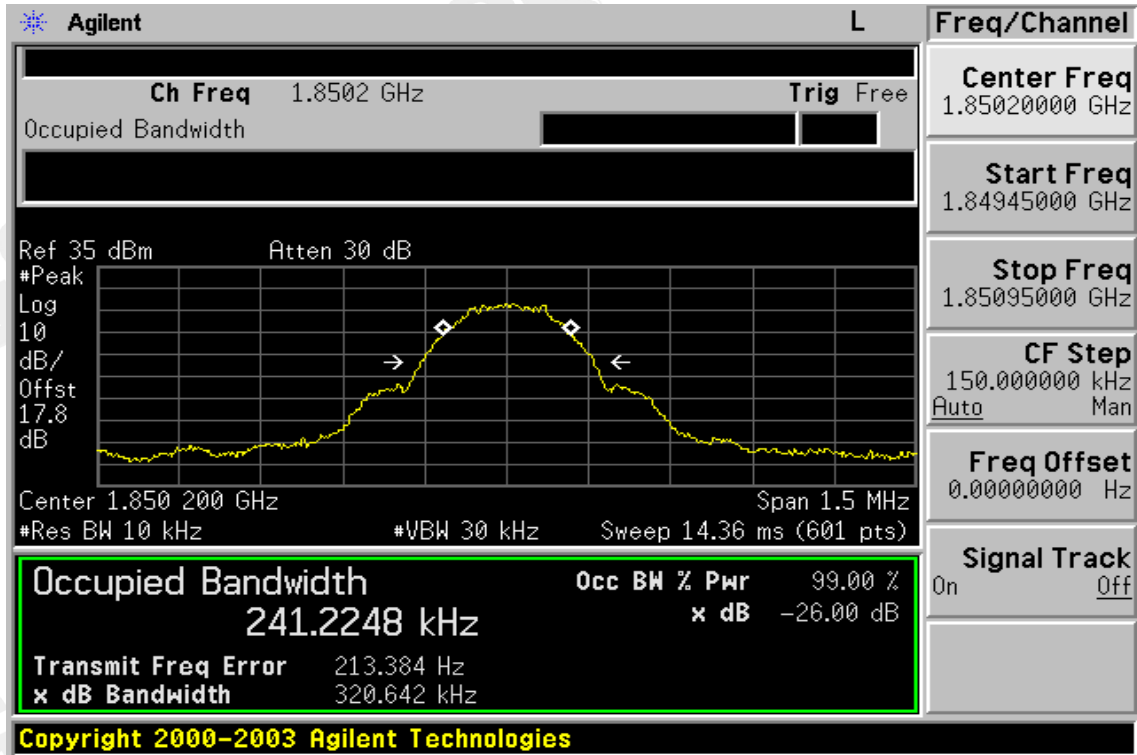 Agilent L Freq/Channel
Ch Freq 1.8502 GHz Trig Free
Occupied Bandwidth
Center Freq
1.85020000 GHz
Start Freq
1.84945000 GHz
Stop Freq
1.85095000 GHz
CF Step
150.000000 kHz
Auto Man
Freq Offset
0.00000000 Hz
Signal Track
On Off
Ref 35 dBm Atten 30 dB
#Peak
Log
10
dB/
Offst
17.8
dB
Center 1.850 200 GHz Span 1.5 MHz
#Res BW 10 kHz #VBW 30 kHz Sweep 14.36 ms (601 pts)
Occupied Bandwidth Occ BW % Pwr 99.00 %
241.2248 kHz x dB -26.00 dB
Transmit Freq Error 213.384 Hz
x dB Bandwidth 320.642 kHz
Copyright 2000-2003 Agilent Technologies